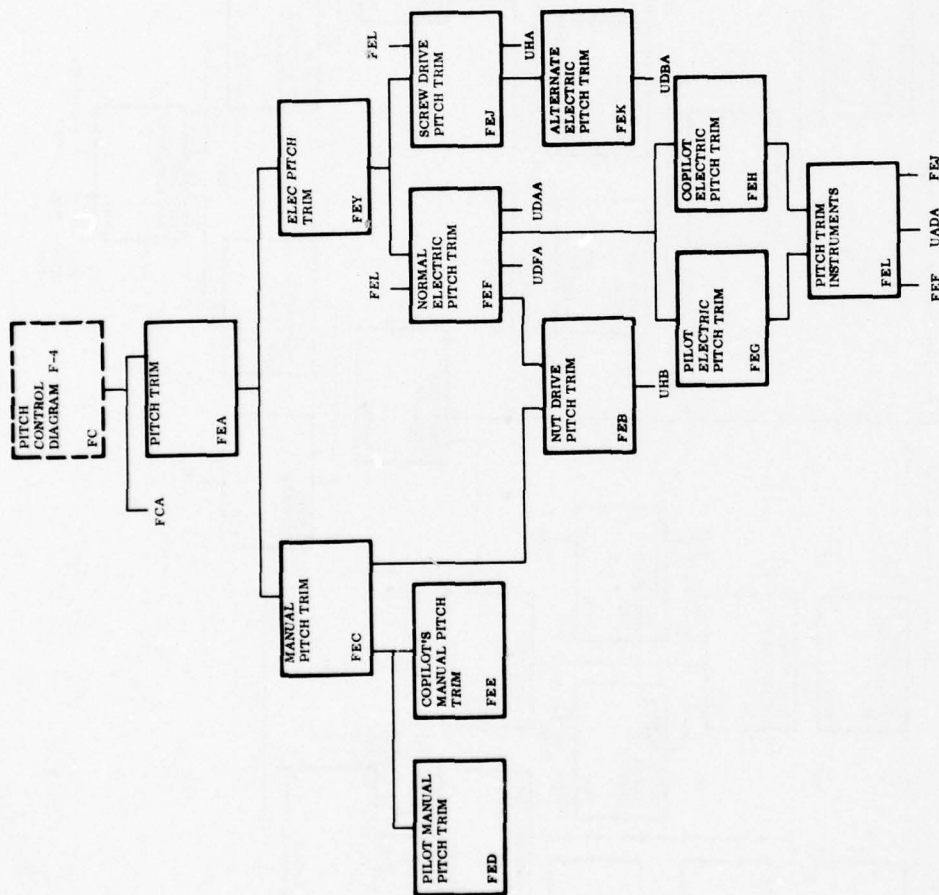 PITCH
CONTROL
DIAGRAM F-4
FC
FCA
PITCH TRIM
FEA
MANUAL
PITCH TRIM
FEC
ELEC PITCH
TRIM
FEY
PILOT MANUAL
PITCH TRIM
FED
COPILOT'S
MANUAL PITCH
TRIM
FEE
FEL
NORMAL
ELECTRIC
PITCH TRIM
FEF
FEL
SCREW DRIVE
PITCH TRIM
FEJ
UDFA
UDAA
UHA
NUT DRIVE
PITCH TRIM
FEB
ALTERNATE
ELECTRIC
PITCH TRIM
FEK
UHB
UDBA
PILOT
ELECTRIC
PITCH TRIM
FEG
COPILOT
ELECTRIC
PITCH TRIM
FEH
PITCH TRIM
INSTRUMENTS
FEL
FEF
UADA
FEJ